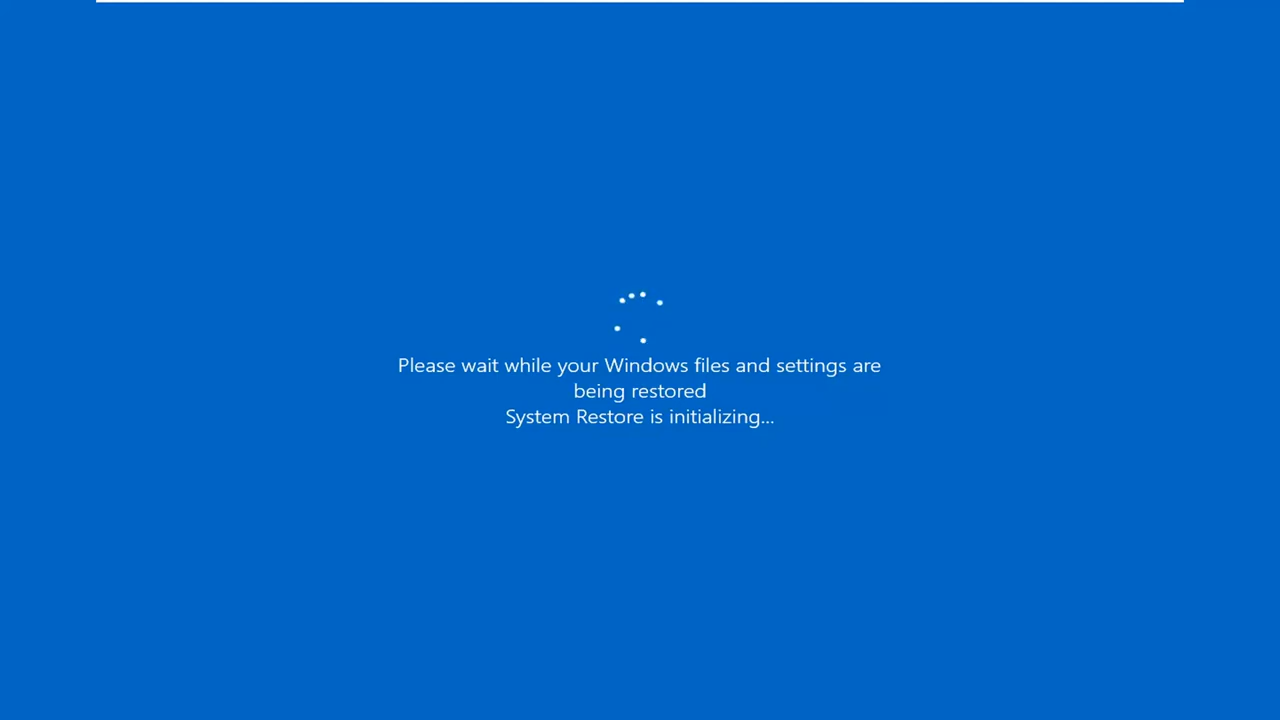 Please wait while your Windows files and settings are
being restored
System Restore is initializing...